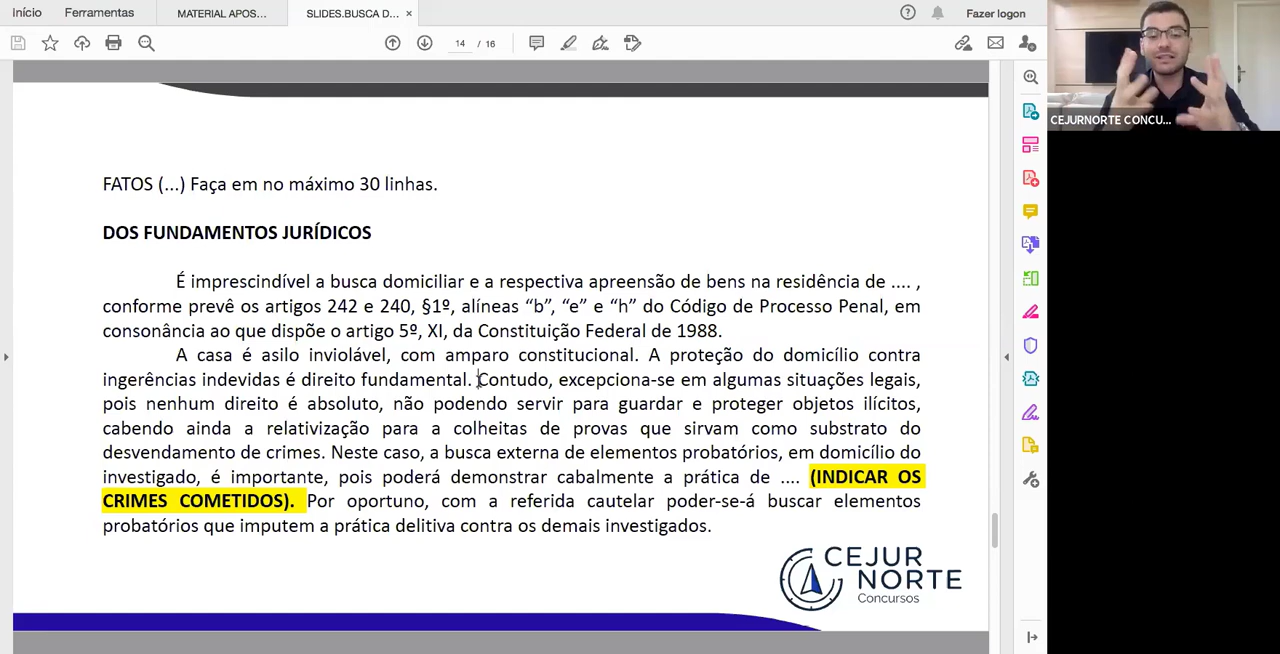 Início Ferramentas MATERIAL APOS... SLIDES.BUSCA D... × Fazer logon
14 / 16
CEJURNORTE CONCU...
FATOS (...) Faça em no máximo 30 linhas.
DOS FUNDAMENTOS JURÍDICOS
É imprescindível a busca domiciliar e a respectiva apreensão de bens na residência de .... ,
conforme prevê os artigos 242 e 240, §1º, alíneas “b”, “e” e “h” do Código de Processo Penal, em
consonância ao que dispõe o artigo 5º, XI, da Constituição Federal de 1988.
A casa é asilo inviolável, com amparo constitucional. A proteção do domicílio contra
ingerências indevidas é direito fundamental. Contudo, excepciona-se em algumas situações legais,
pois nenhum direito é absoluto, não podendo servir para guardar e proteger objetos ilícitos,
cabendo ainda a relativização para a colheitas de provas que sirvam como substrato do
desvendamento de crimes. Neste caso, a busca externa de elementos probatórios, em domicílio do
investigado, é importante, pois poderá demonstrar cabalmente a prática de .... (INDICAR OS
CRIMES COMETIDOS). Por oportuno, com a referida cautelar poder-se-á buscar elementos
probatórios que imputem a prática delitiva contra os demais investigados.
CEJUR
NORTE
Concursos